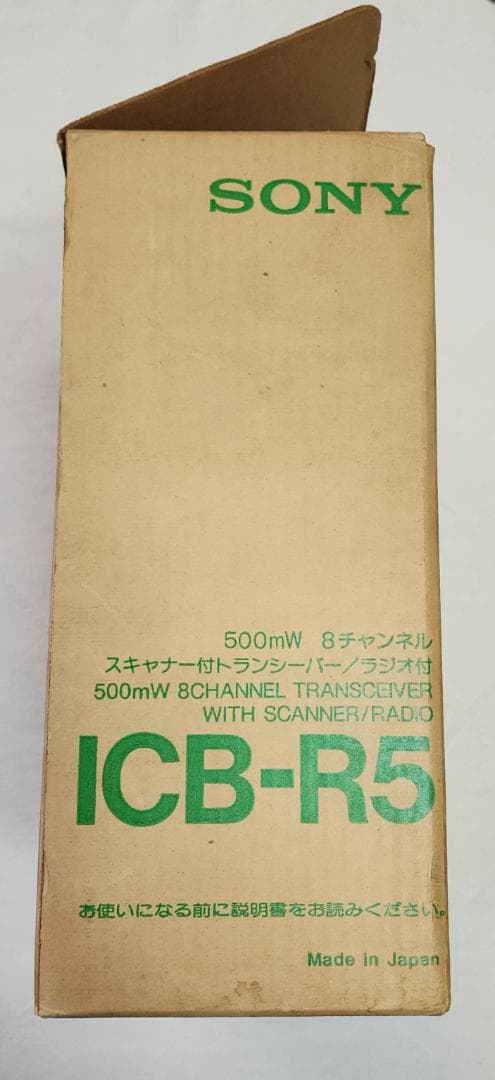 SONY
500mW 8チャンネル
スキャナー付トランシーバー/ラジオ付
500mW 8CHANNEL TRANSCEIVER
WITH SCANNER/RADIO
ICB-R5
お使いになる前に説明書をお読みください。
Made in Japan